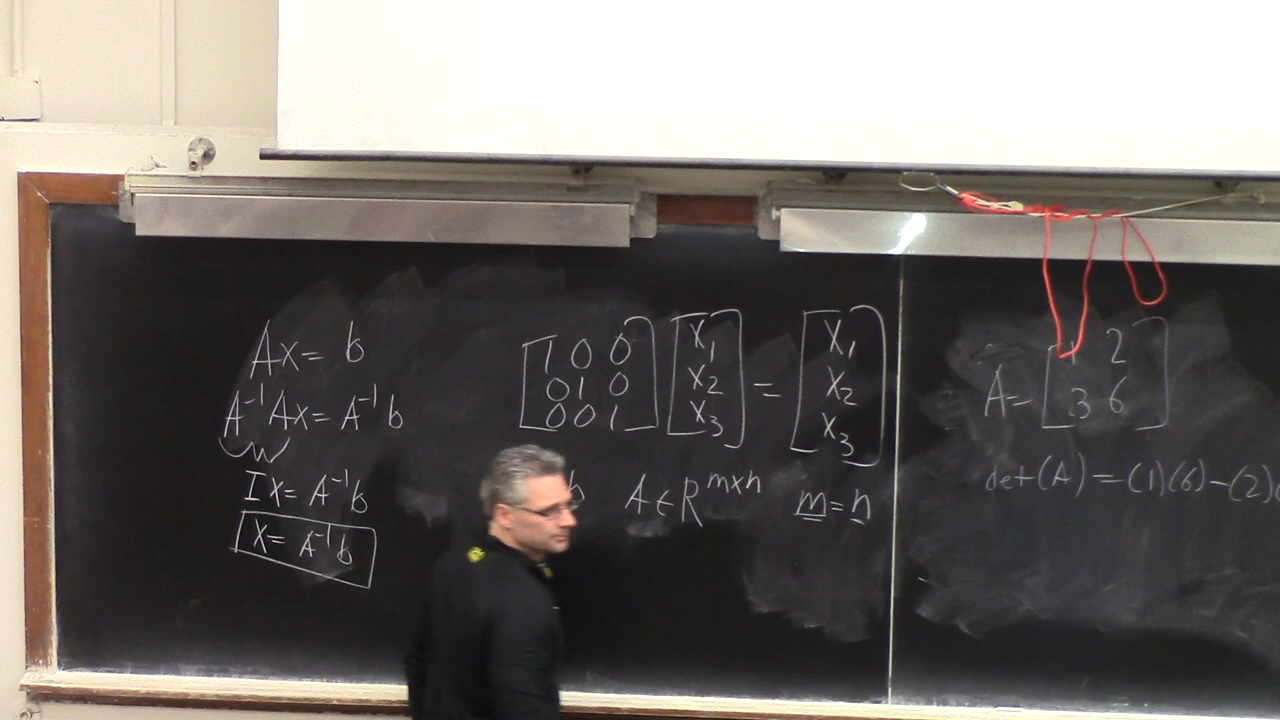 Ax = b
A⁻¹Ax = A⁻¹b
Ix = A⁻¹b
x = A⁻¹b
[1 0 0] [x₁] = [x₁]
[0 1 0] [x₂] = [x₂]
[0 0 1] [x₃] = [x₃]
b A ∈ R^{m×n} m = n
A = [1 2]
[3 6]
det(A) = (1)(6) - (2)(